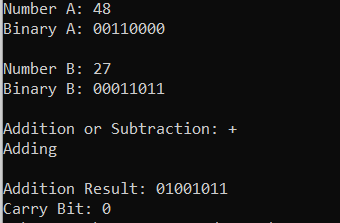 Number A: 48
Binary A: 00110000
Number B: 27
Binary B: 00011011
Addition or Subtraction: +
Adding
Addition Result: 01001011
Carry Bit: 0